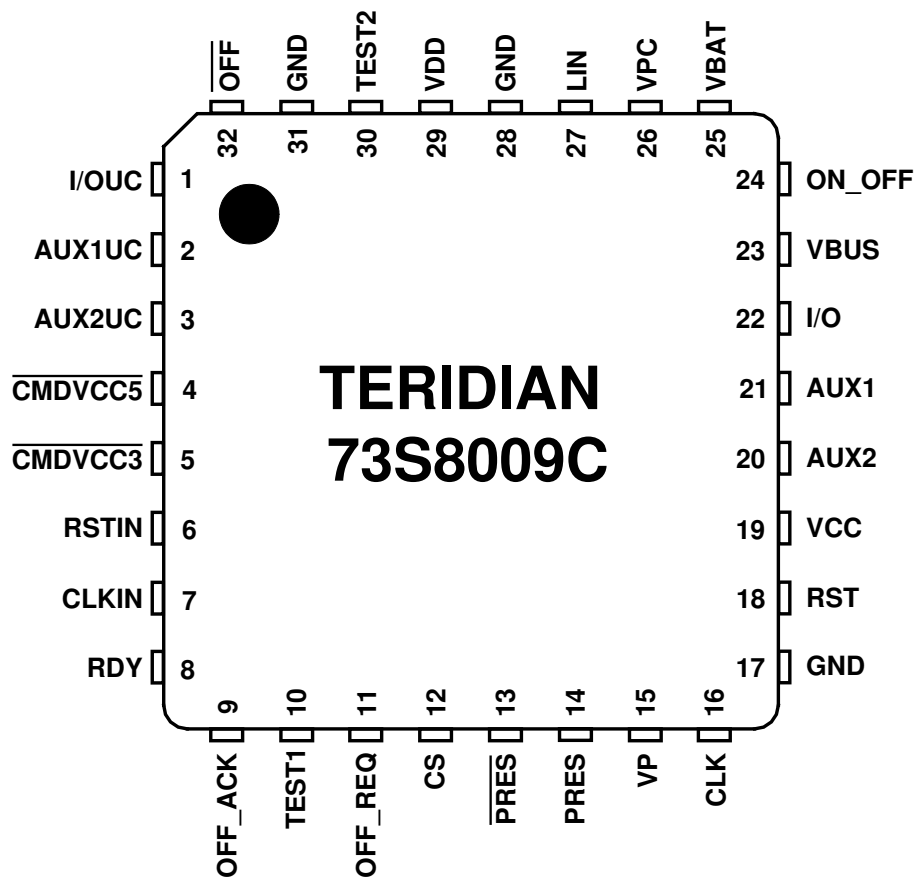 OFF GND TEST2 VDD GND LIN VPC VBAT
32 31 30 29 28 27 26 25
I/OUC 1 24 ON_OFF
AUX1UC 2 23 VBUS
AUX2UC 3 22 I/O
CMDVCC5 4 TERIDIAN 21 AUX1
CMDVCC3 5 73S8009C 20 AUX2
RSTIN 6 19 VCC
CLKIN 7 18 RST
RDY 8 17 GND
9 10 11 12 13 14 15 16
OFF_ACK TEST1 OFF_REQ CS PRES PRES VP CLK